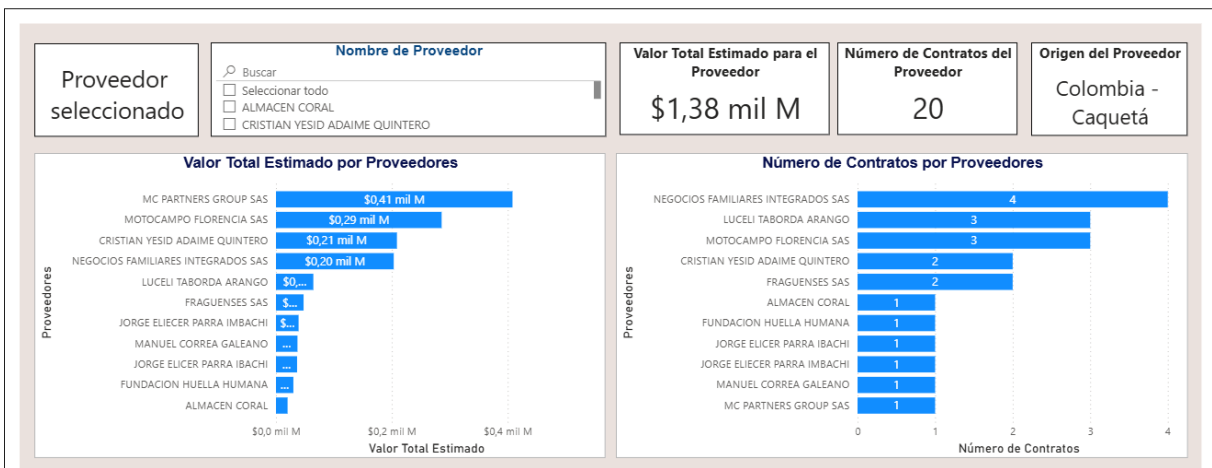 Proveedor
seleccionado
Nombre de Proveedor
Buscar
Seleccionar todo
ALMACEN CORAL
CRISTIAN YESID ADAIME QUINTERO
Valor Total Estimado para el
Proveedor
$1,38 mil M
Número de Contratos del
Proveedor
20
Origen del Proveedor
Colombia -
Caquetá
Valor Total Estimado por Proveedores
Proveedores
MC PARTNERS GROUP SAS $0,41 mil M
MOTOCAMPO FLORENCIA SAS $0,29 mil M
CRISTIAN YESID ADAIME QUINTERO $0,21 mil M
NEGOCIOS FAMILIARES INTEGRADOS SAS $0,20 mil M
LUCELI TABORDA ARANGO $0,...
FRAGUENSES SAS $...
JORGE ELIECER PARRA IMBACHI $...
MANUEL CORREA GALEANO ...
JORGE ELICER PARRA IBACHI ...
FUNDACION HUELLA HUMANA ...
ALMACEN CORAL
$0,0 mil M $0,2 mil M $0,4 mil M
Valor Total Estimado
Número de Contratos por Proveedores
Proveedores
NEGOCIOS FAMILIARES INTEGRADOS SAS 4
LUCELI TABORDA ARANGO 3
MOTOCAMPO FLORENCIA SAS 3
CRISTIAN YESID ADAIME QUINTERO 2
FRAGUENSES SAS 2
ALMACEN CORAL 1
FUNDACION HUELLA HUMANA 1
JORGE ELICER PARRA IBACHI 1
JORGE ELIECER PARRA IMBACHI 1
MANUEL CORREA GALEANO 1
MC PARTNERS GROUP SAS 1
0 1 2 3 4
Número de Contratos